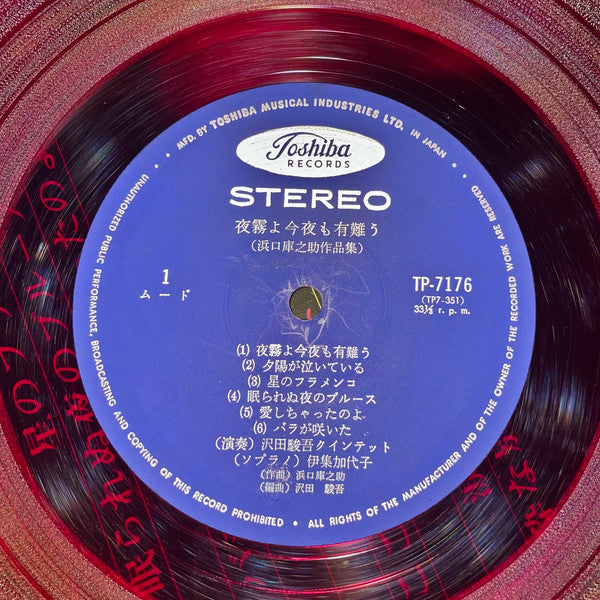 MFD. BY TOSHIBA MUSICAL INDUSTRIES LTD. IN JAPAN
Toshiba
RECORDS
STEREO
夜霧よ今夜も有難う
(浜口庫之助作品集)
1
ムード
TP-7176
(TP7-351)
33⅓ r. p. m.
(1) 夜霧よ今夜も有難う
(2) 夕陽が泣いている
(3) 星のフラメンコ
(4) 眠られぬ夜のブルース
(5) 愛しちゃったのよ
(6) バラが咲いた
(演奏) 沢田駿吾クインテット
(ソプラノ) 伊集加代子
(作曲) 浜口庫之助
(編曲) 沢田 駿吾
UNAUTHORIZED PUBLIC PERFORMANCE, BROADCASTING AND COPYING OF THIS RECORD PROHIBITED • ALL RIGHTS OF THE MANUFACTURER AND OF THE OWNER OF THE RECORDED WORK ARE RESERVED